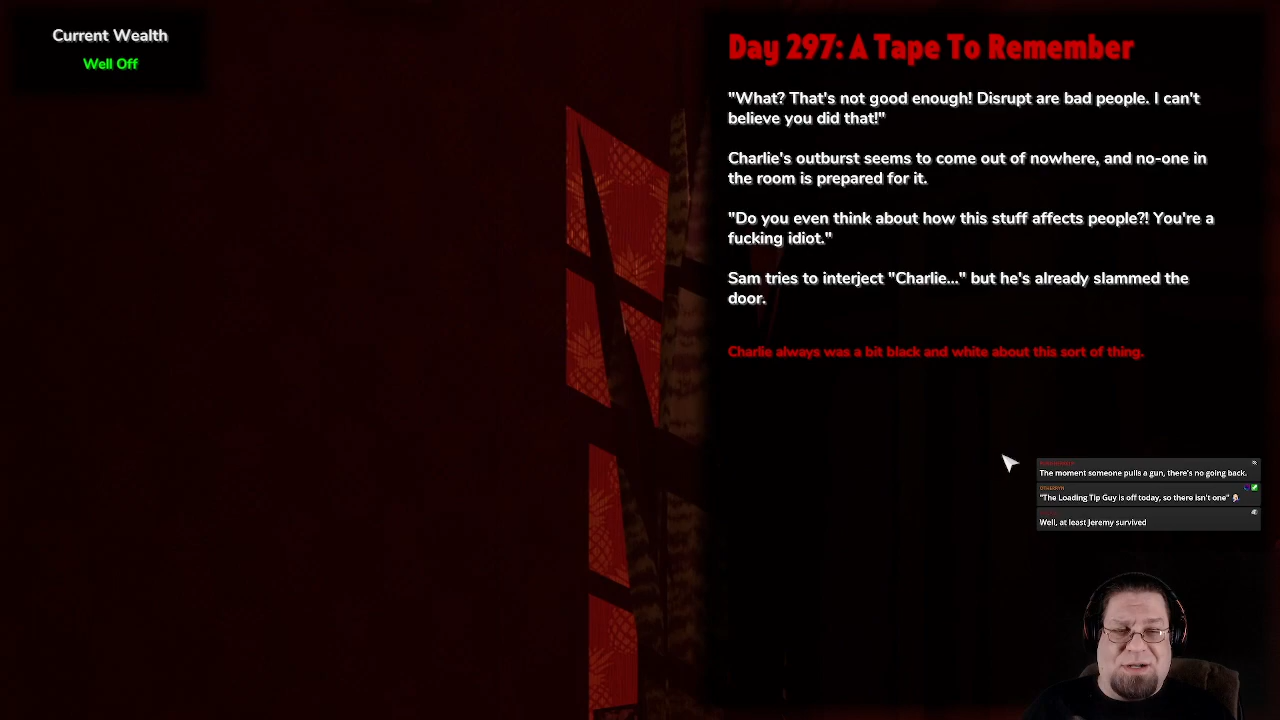 Current Wealth
Well Off
Day 297: A Tape To Remember
"What? That's not good enough! Disrupt are bad people. I can't
believe you did that!"
Charlie's outburst seems to come out of nowhere, and no-one in
the room is prepared for it.
"Do you even think about how this stuff affects people?! You're a
fucking idiot."
Sam tries to interject "Charlie..." but he's already slammed the
door.
Charlie always was a bit black and white about this sort of thing.
The moment someone pulls a gun, there's no going back.
"The Loading Tip Guy is off today, so there isn't one"
Well, at least Jeremy survived